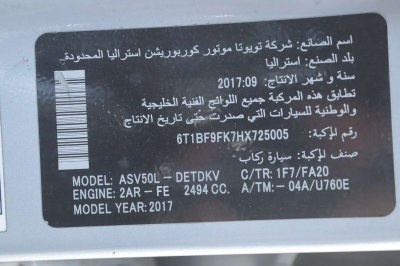 اسم الصانع: شركة تويوتا موتور كوربوريشن استراليا المحدودة.
بلد الصنع: استراليا
سنة و شهر الانتاج: 2017:09
تطابق هذه المركبة جميع اللوائح الفنية الخليجية
والوطنية للسيارات التي صدرت حتى تاريخ الانتاج
رقم المركبة: 6T1BF9FK7HX725005
صنف المركبة: سيارة ركاب
MODEL: ASV50L-DETDKV C/TR: 1F7/FA20
ENGINE: 2AR-FE 2494 CC. A/TM:-04A/U760E
MODEL YEAR: 2017